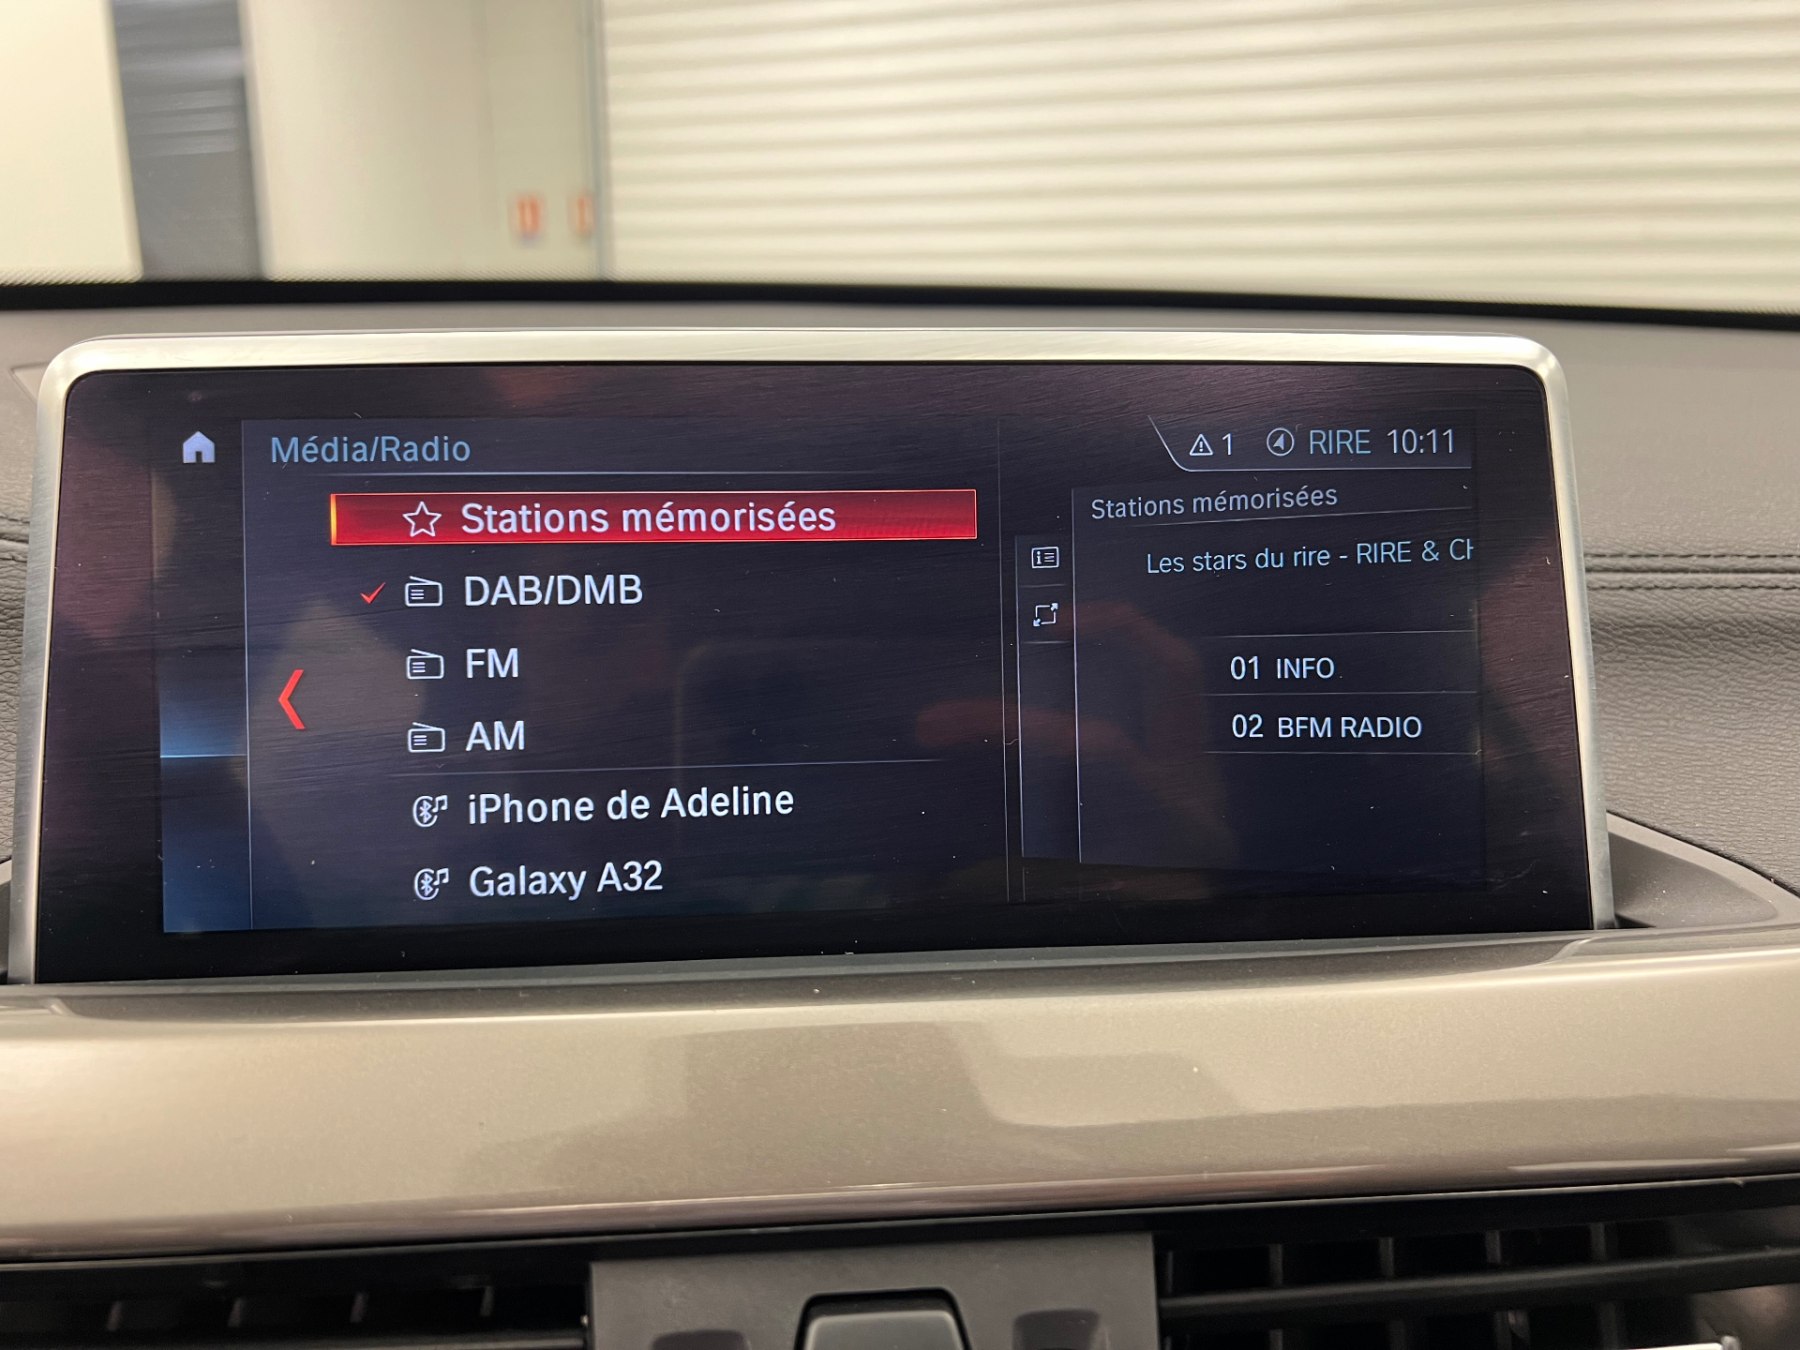 Média/Radio
Stations mémorisées
DAB/DMB
FM
AM
iPhone de Adeline
Galaxy A32
1 RIRE 10:11
Stations mémorisées
Les stars du rire - RIRE & CH
01 INFO
02 BFM RADIO